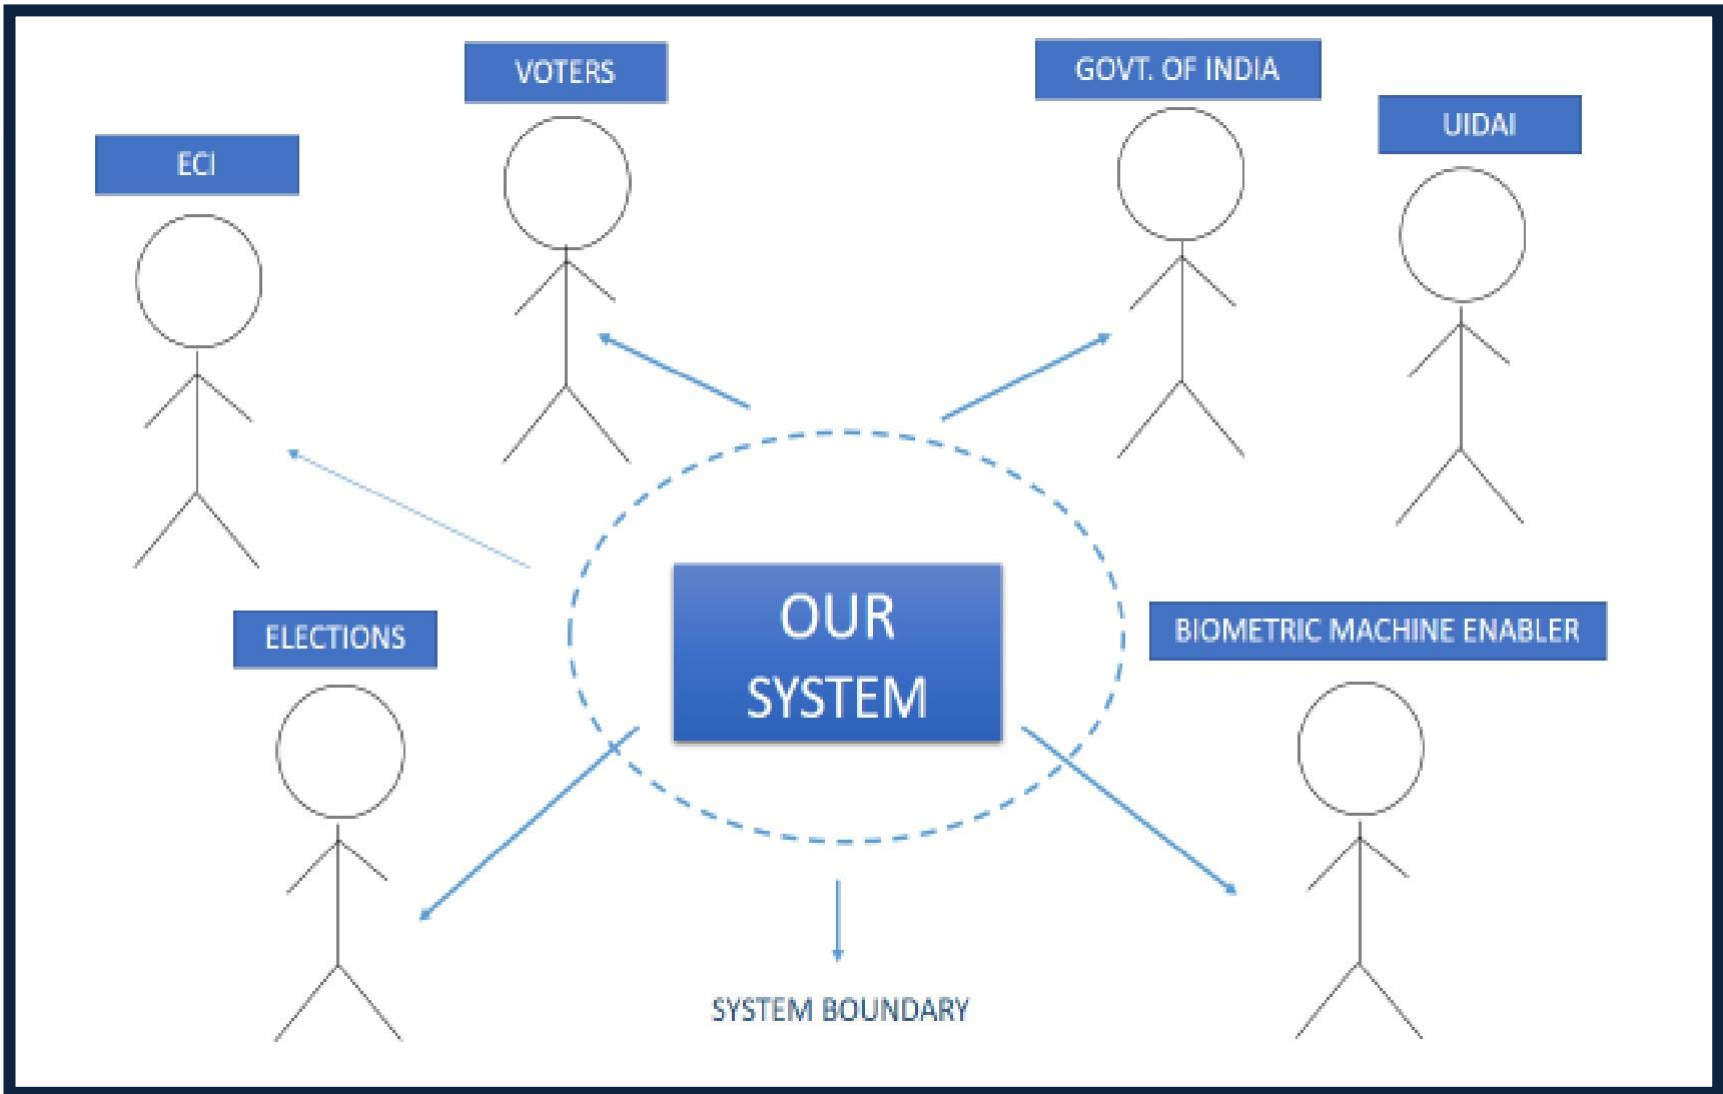 VOTERS
GOVT. OF INDIA
UIDAI
ECI
OUR
SYSTEM
ELECTIONS
BIOMETRIC MACHINE ENABLER
SYSTEM BOUNDARY